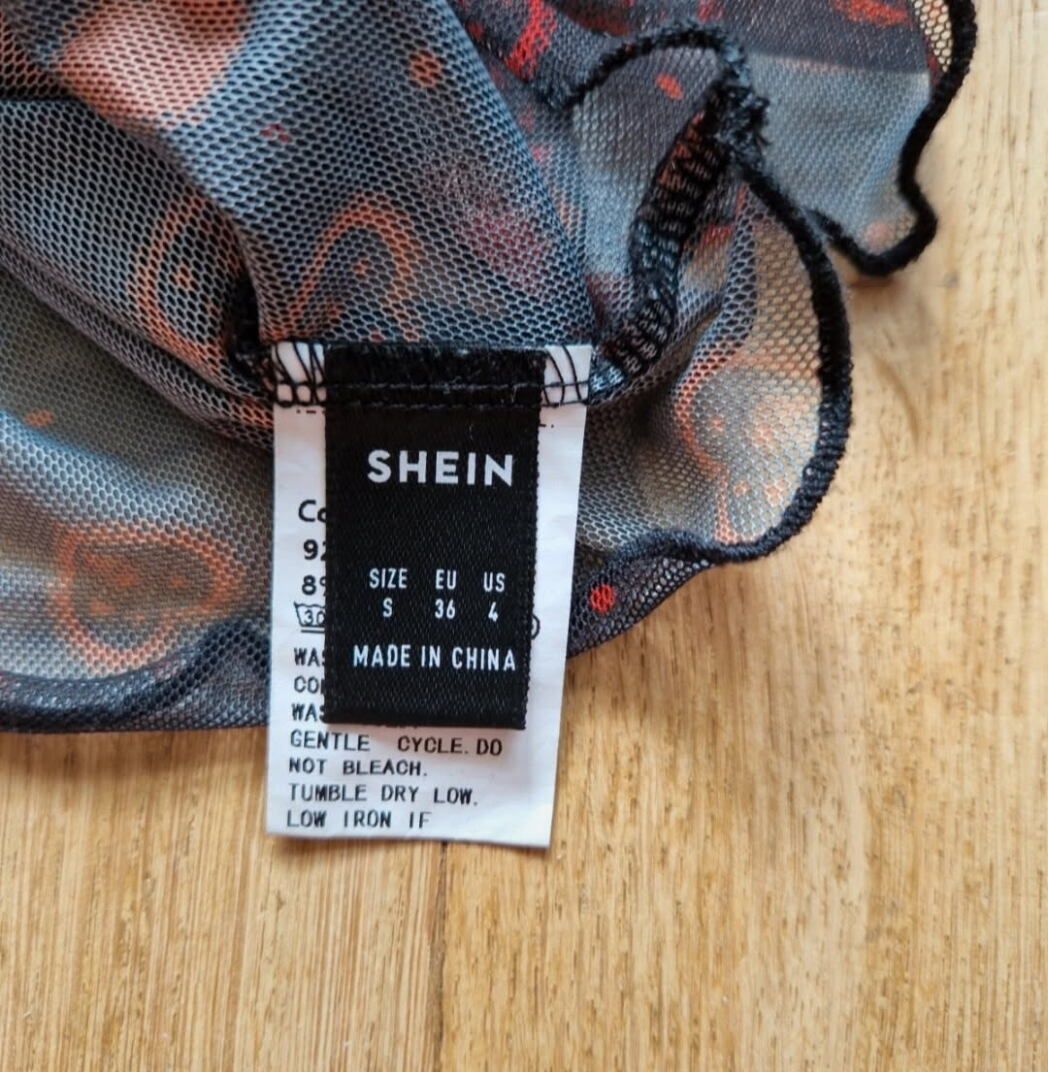 SHEIN
SIZE EU US
S 36 4
MADE IN CHINA
30
GENTLE CYCLE. DO
NOT BLEACH.
TUMBLE DRY LOW.
LOW IRON IF